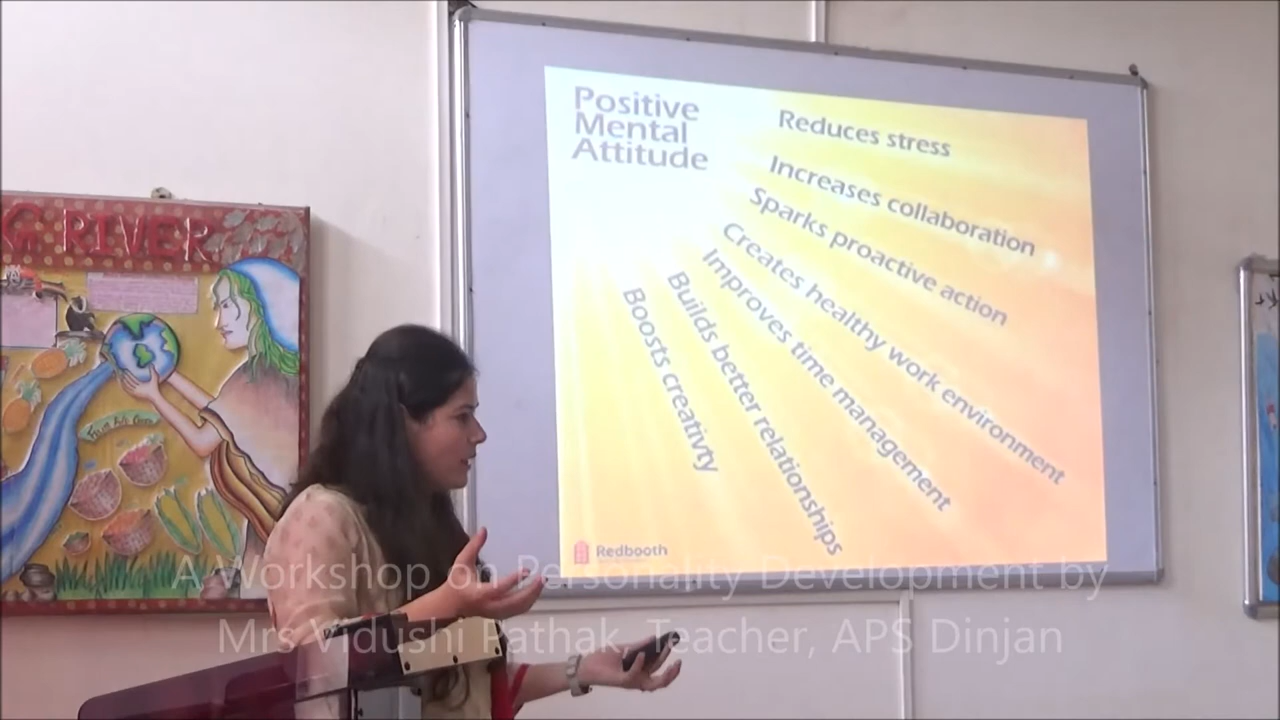 G RIVER
Positive
Mental
Attitude
Reduces stress
Increases collaboration
Sparks proactive action
Creates healthy work environment
Improves time management
Builds better relationships
Boosts creativty
Redbooth
A Workshop on Personality Development by
Mrs Vidushi Pathak, Teacher, APS Dinjan